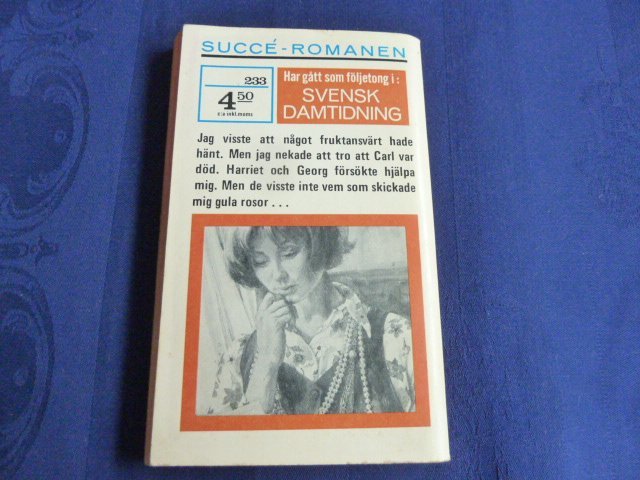 SUCCÉ-ROMANEN
233
4 50
c:a inkl.moms
Har gått som följetong i:
SVENSK
DAMTIDNING
Jag visste att något fruktansvärt hade
hänt. Men jag nekade att tro att Carl var
död. Harriet och Georg försökte hjälpa
mig. Men de visste inte vem som skickade
mig gula rosor . . .